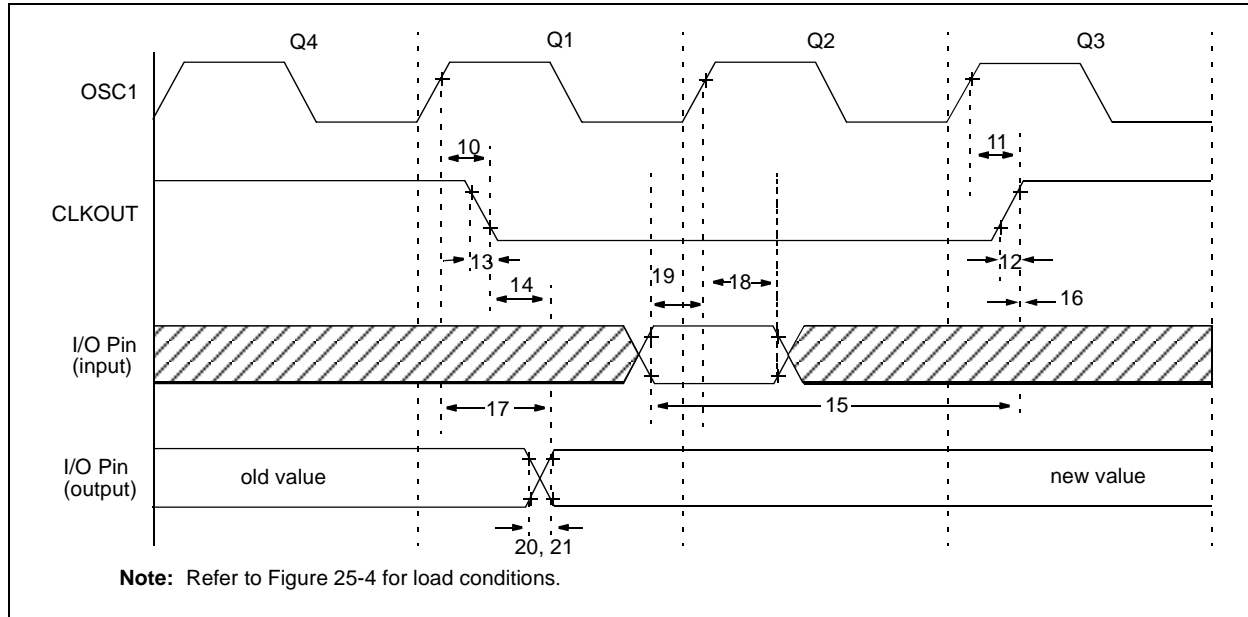 Q4 Q1 Q2 Q3
OSC1
10 11
CLKOUT
13 12
19 18
14 16
I/O Pin
(input)
17 15
I/O Pin
(output)
old value new value
20, 21
Note: Refer to Figure 25-4 for load conditions.